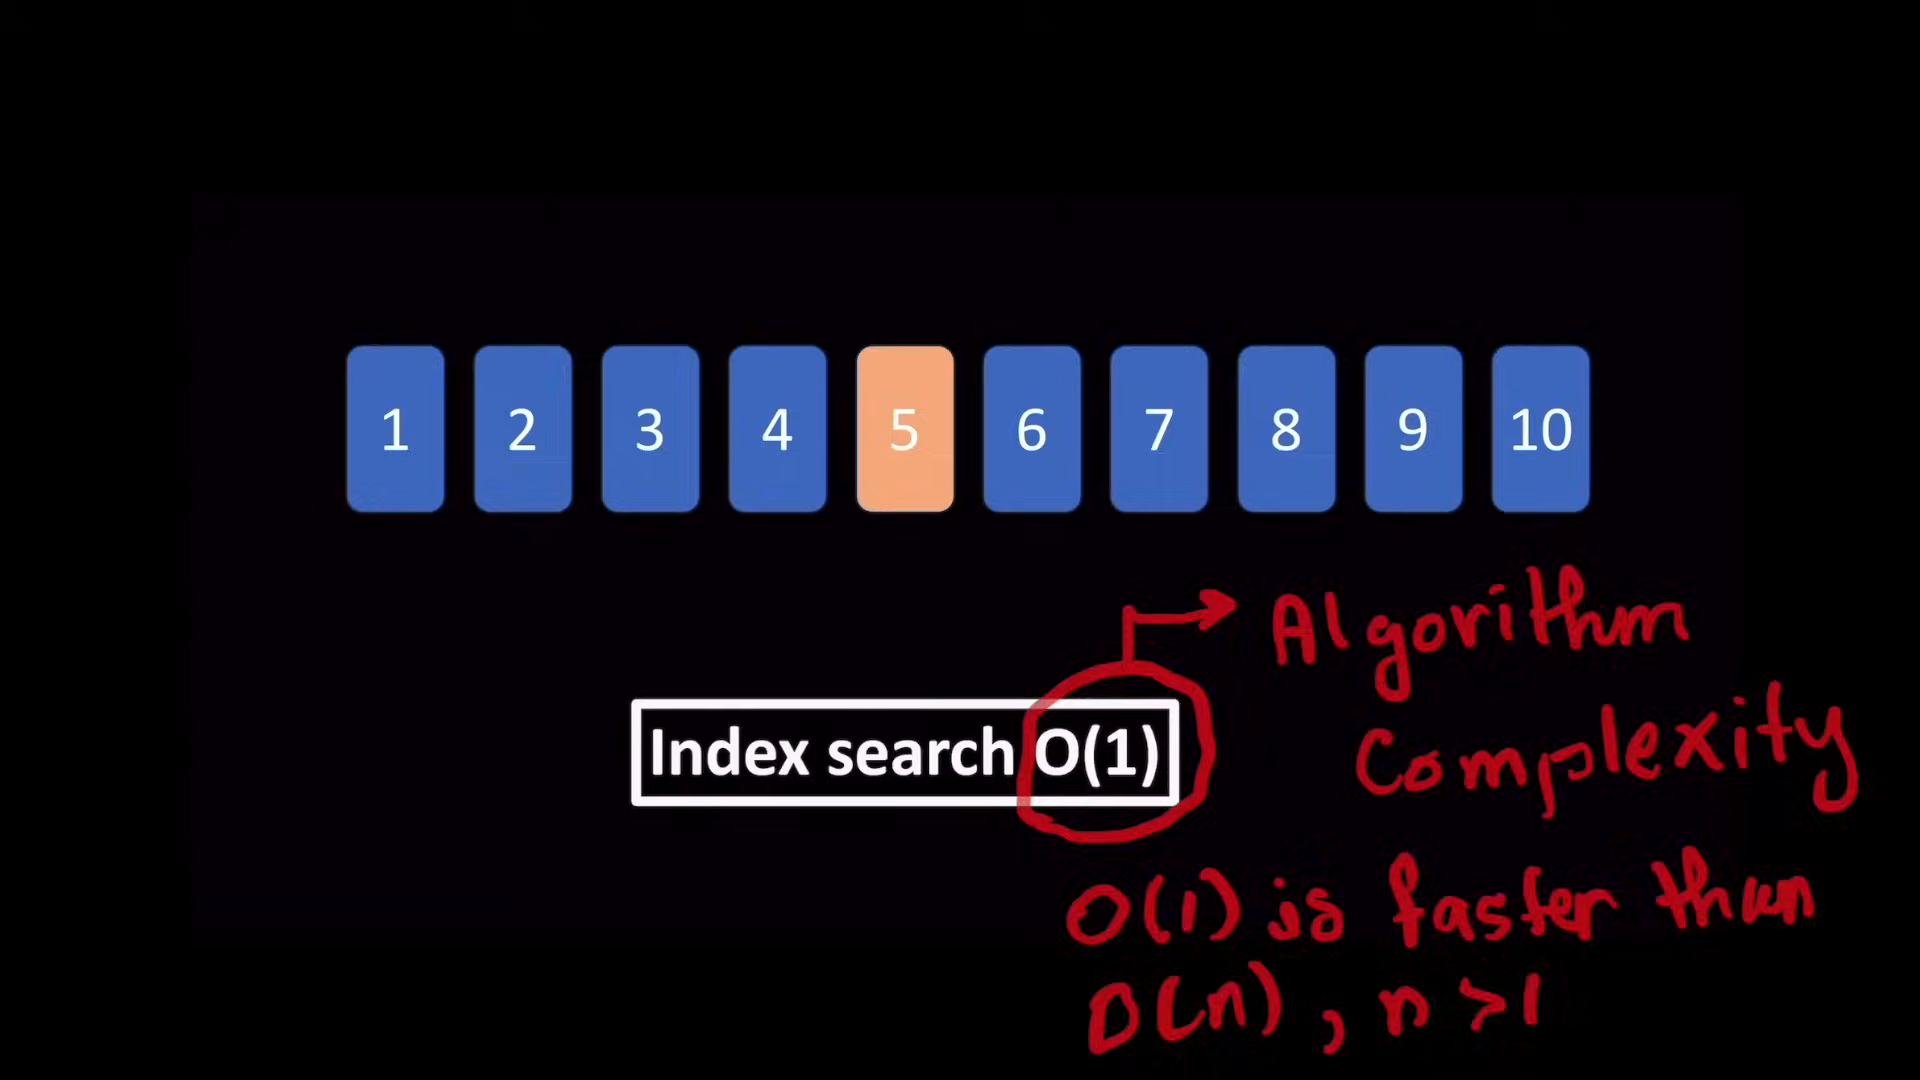 1 2 3 4 5 6 7 8 9 10
Algorithm
Index search O(1)
Complexity
O(1) is faster than
O(n), n > 1